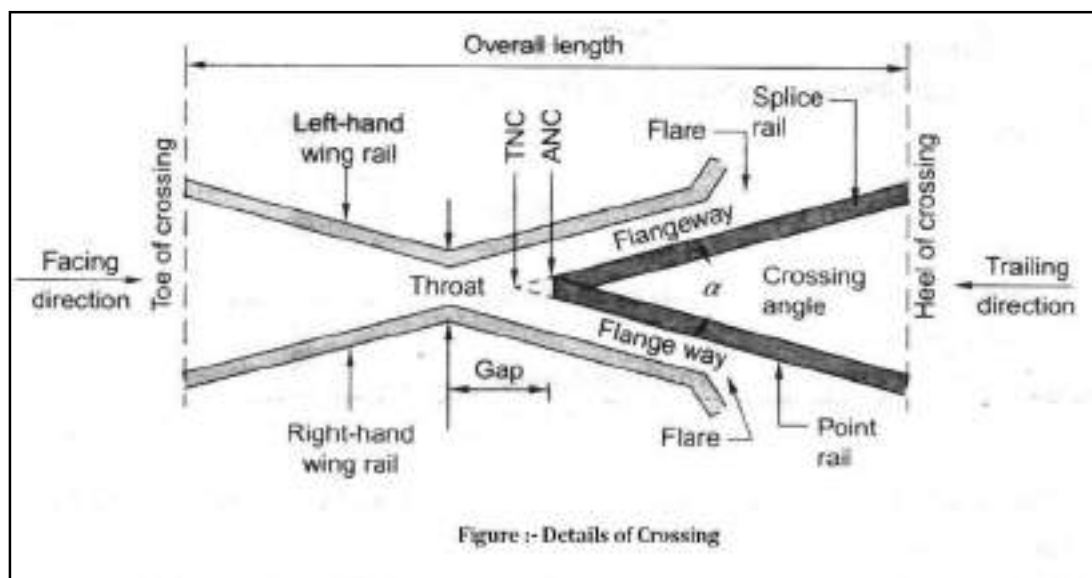 Overall length
Splice
rail
Left-hand
wing rail
TNC
ANC
Flare
Toe of crossing
Flangeway
Heel of crossing
Facing
direction
Throat
α
Crossing
angle
Trailing
direction
Flange way
Gap
Right-hand
wing rail
Flare
Point
rail
Figure :- Details of Crossing